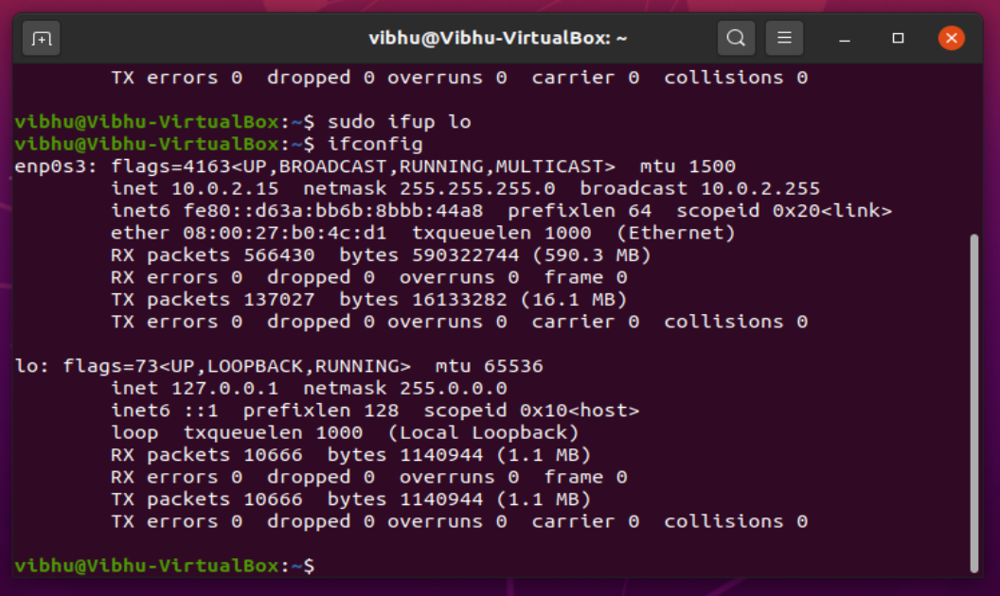 vibhu@Vibhu-VirtualBox: ~
TX errors 0  dropped 0 overruns 0  carrier 0  collisions 0
vibhu@Vibhu-VirtualBox:~$ sudo ifup lo
vibhu@Vibhu-VirtualBox:~$ ifconfig
enp0s3: flags=4163<UP,BROADCAST,RUNNING,MULTICAST>  mtu 1500
        inet 10.0.2.15  netmask 255.255.255.0  broadcast 10.0.2.255
        inet6 fe80::d63a:bb6b:8bbb:44a8  prefixlen 64  scopeid 0x20<link>
        ether 08:00:27:b0:4c:d1  txqueuelen 1000  (Ethernet)
        RX packets 566430  bytes 590322744 (590.3 MB)
        RX errors 0  dropped 0  overruns 0  frame 0
        TX packets 137027  bytes 16133282 (16.1 MB)
        TX errors 0  dropped 0 overruns 0  carrier 0  collisions 0
lo: flags=73<UP,LOOPBACK,RUNNING>  mtu 65536
        inet 127.0.0.1  netmask 255.0.0.0
        inet6 ::1  prefixlen 128  scopeid 0x10<host>
        loop  txqueuelen 1000  (Local Loopback)
        RX packets 10666  bytes 1140944 (1.1 MB)
        RX errors 0  dropped 0  overruns 0  frame 0
        TX packets 10666  bytes 1140944 (1.1 MB)
        TX errors 0  dropped 0 overruns 0  carrier 0  collisions 0
vibhu@Vibhu-VirtualBox:~$